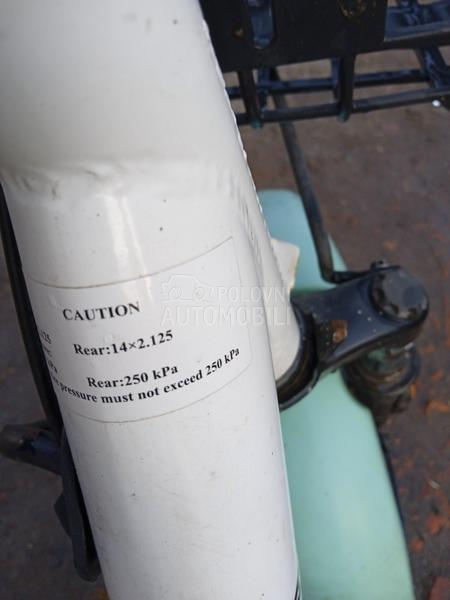 CAUTION
Rear:14×2.125
Rear:250 kPa
pressure must not exceed 250 kPa
POLOVNI
AUTOMOBILI